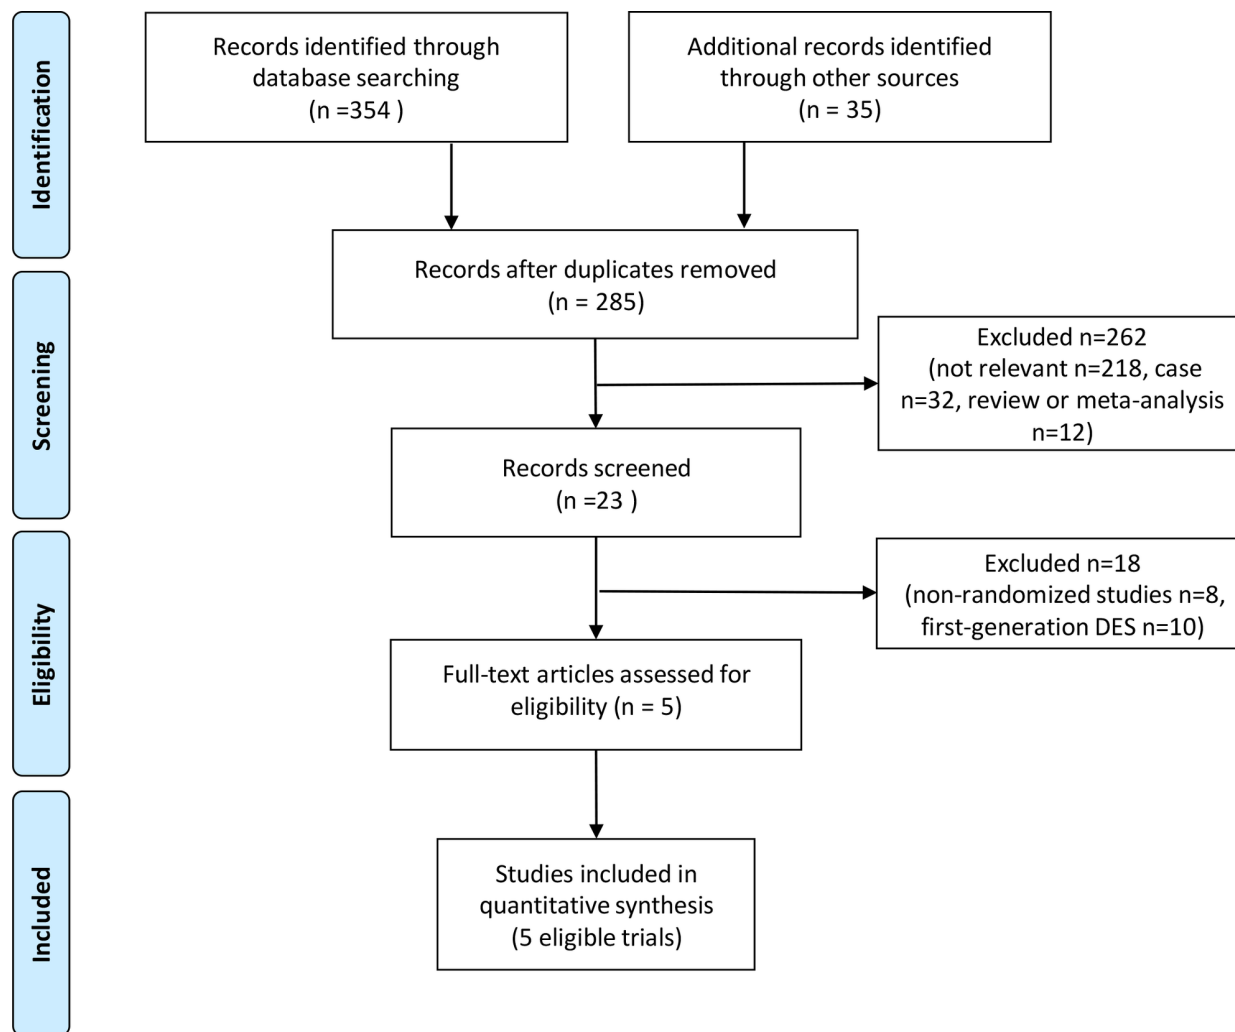 Identification
Records identified through
database searching
(n =354 )
Additional records identified
through other sources
(n = 35)
Records after duplicates removed
(n = 285)
Screening
Excluded n=262
(not relevant n=218, case
n=32, review or meta-analysis
n=12)
Records screened
(n =23 )
Eligibility
Excluded n=18
(non-randomized studies n=8,
first-generation DES n=10)
Full-text articles assessed for
eligibility (n = 5)
Included
Studies included in
quantitative synthesis
(5 eligible trials)